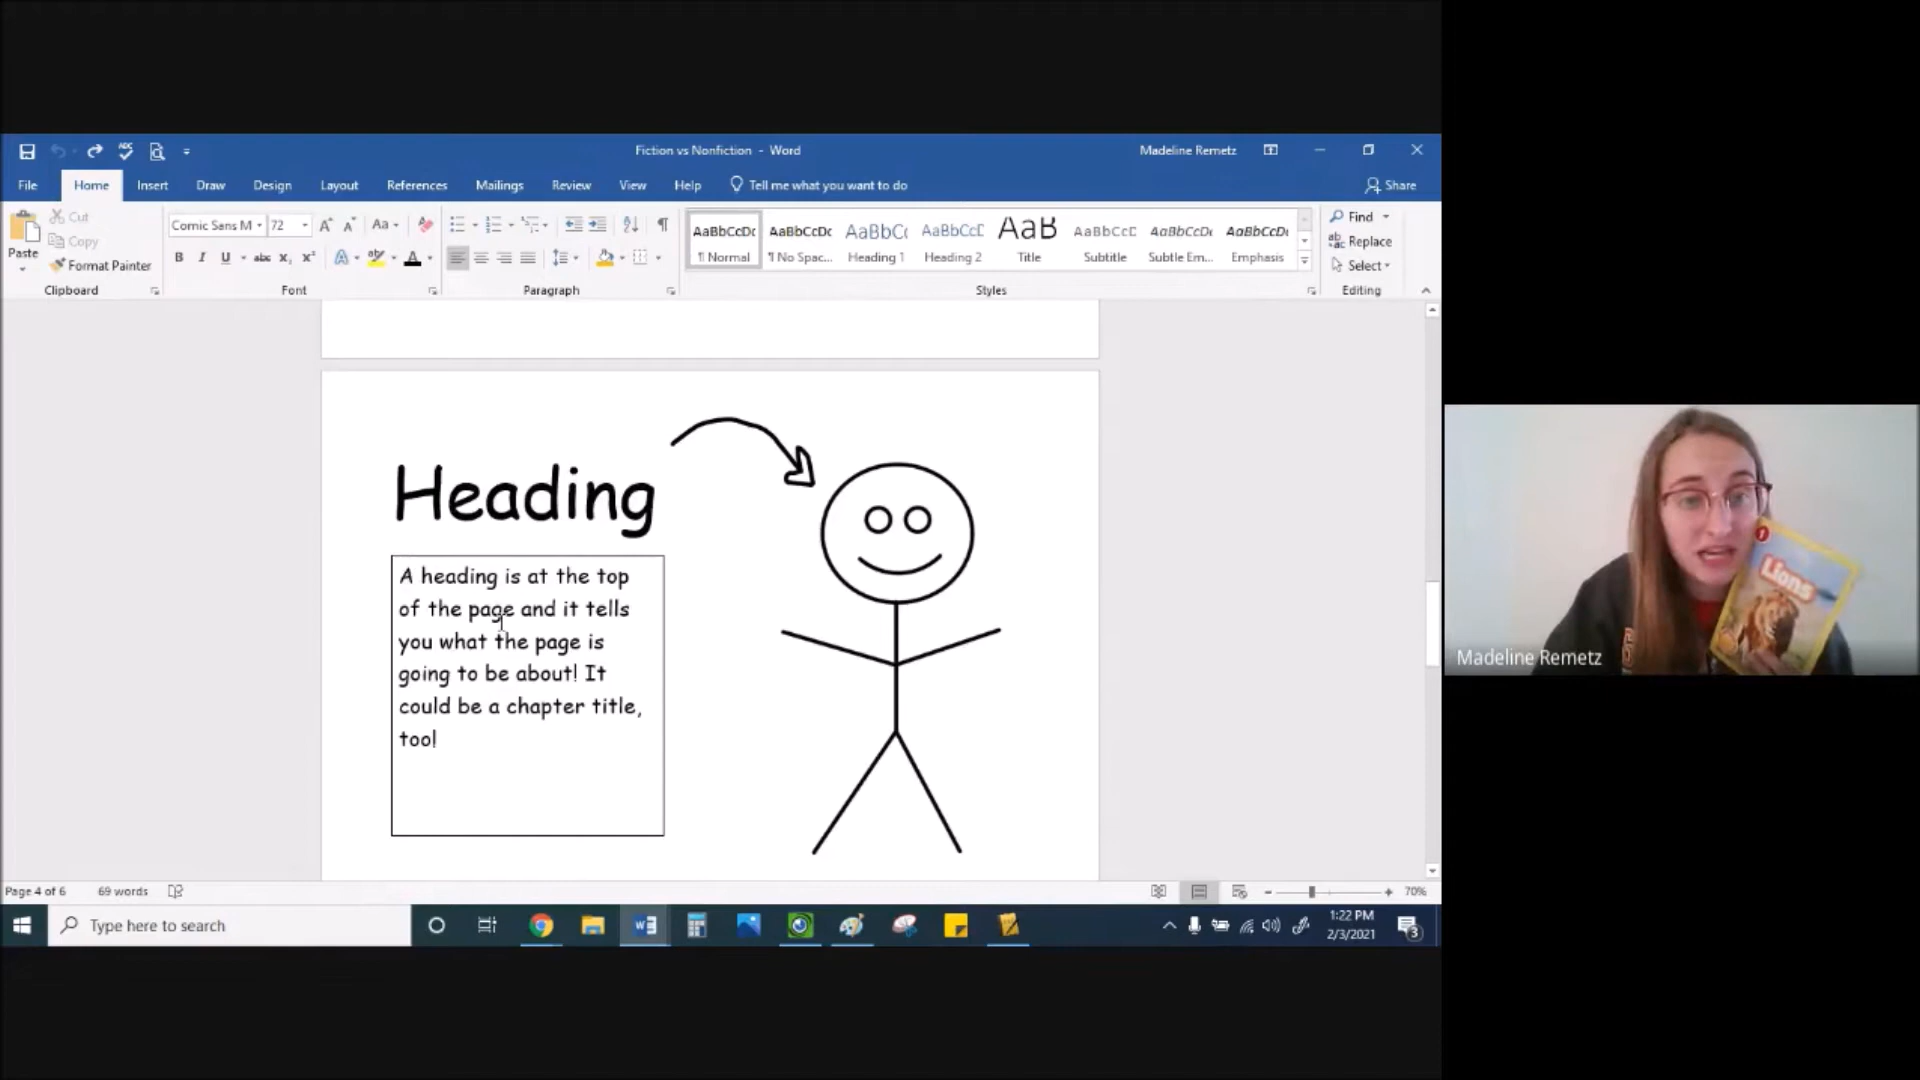 Fiction vs Nonfiction - Word
Madeline Remetz
File Home Insert Draw Design Layout References Mailings Review View Help Tell me what you want to do Share
Paste
Cut
Copy
Format Painter
Clipboard
Comic Sans M 72
Font
Paragraph
AaBbCcDc AaBbCcDc AaBbCc AaBbCcC AaB AaBbCcC AaBbCcDc AaBbCcDc
¶ Normal ¶ No Spac... Heading 1 Heading 2 Title Subtitle Subtle Em... Emphasis
Styles
Find
Replace
Select
Editing
Heading
A heading is at the top
of the page and it tells
you what the page is
going to be about! It
could be a chapter title,
too!
Lions
Madeline Remetz
Page 4 of 6 69 words 70%
Type here to search
1:22 PM
2/3/2021
3